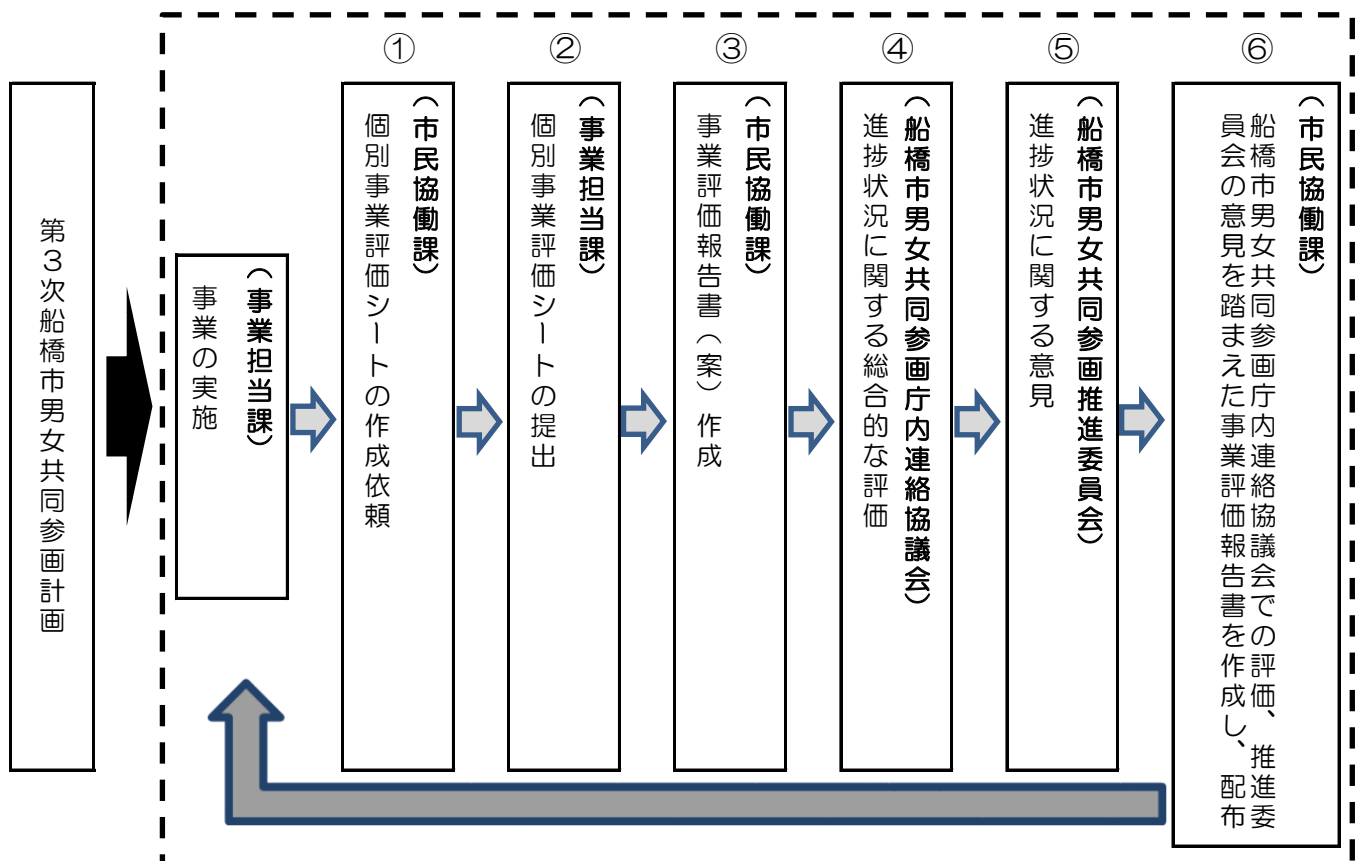 第３次船橋市男女共同参画計画
（事業担当課）
事業の実施
①
（市民協働課）
個別事業評価シートの作成依頼
②
（事業担当課）
個別事業評価シートの提出
③
（市民協働課）
事業評価報告書（案）作成
④
（船橋市男女共同参画庁内連絡協議会）
進捗状況に関する総合的な評価
⑤
（船橋市男女共同参画推進委員会）
進捗状況に関する意見
⑥
（市民協働課）
船橋市男女共同参画庁内連絡協議会での評価、推進委
員会の意見を踏まえた事業評価報告書を作成し、配布